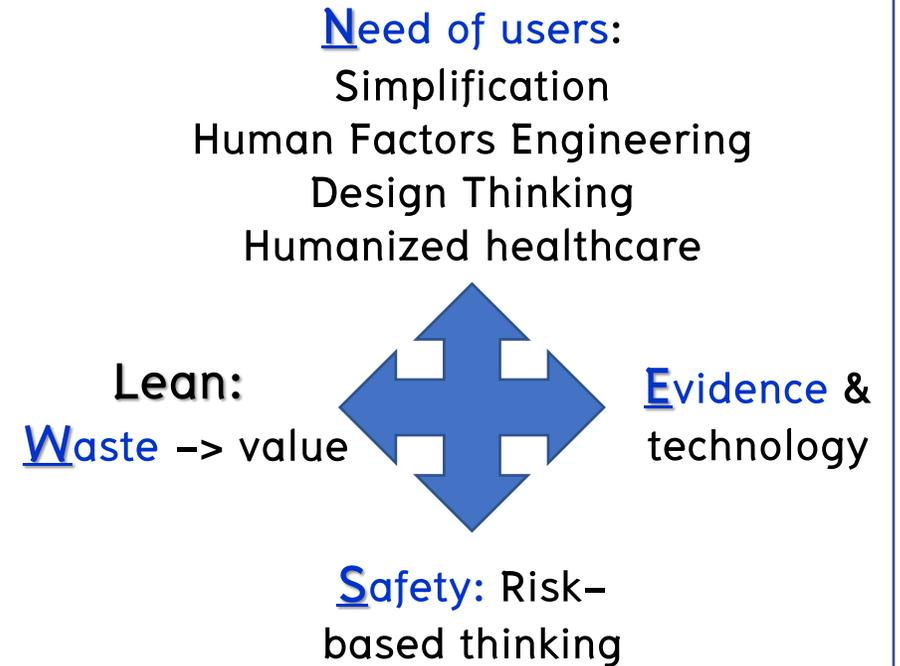 Need of users:
Simplification
Human Factors Engineering
Design Thinking
Humanized healthcare
Lean:
Waste –> value
Evidence &
technology
Safety: Risk–
based thinking